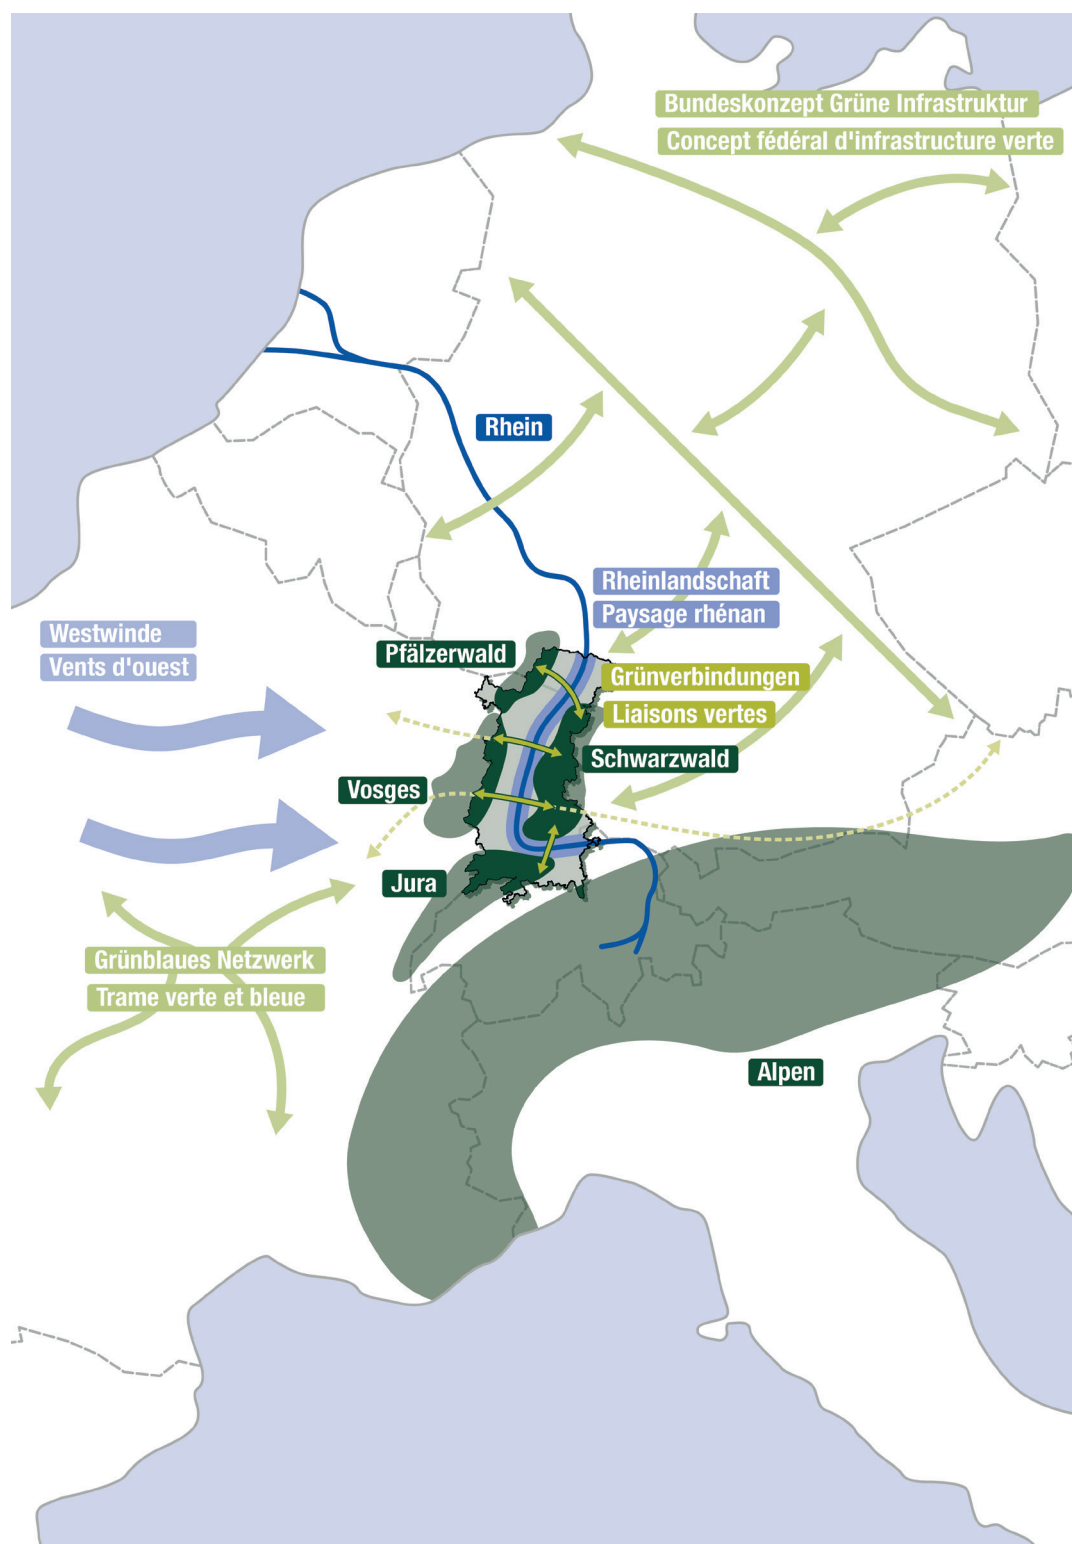 Bundeskonzept Grüne Infrastruktur
Concept fédéral d'infrastructure verte
Rhein
Rheinlandschaft
Paysage rhénan
Westwinde
Vents d'ouest
Pfälzerwald
Grünverbindungen
Liaisons vertes
Schwarzwald
Vosges
Jura
Grünblaues Netzwerk
Trame verte et bleue
Alpen